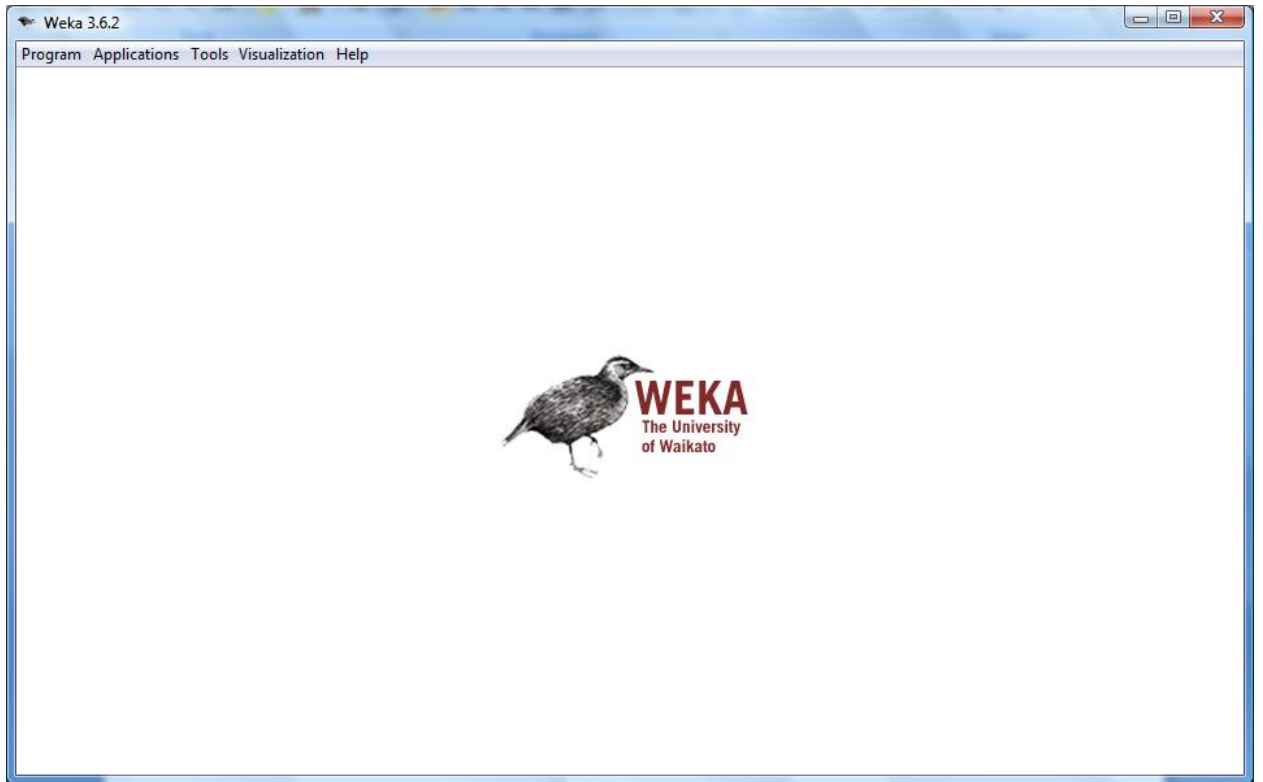 Weka 3.6.2
Program Applications Tools Visualization Help
WEKA
The University
of Waikato